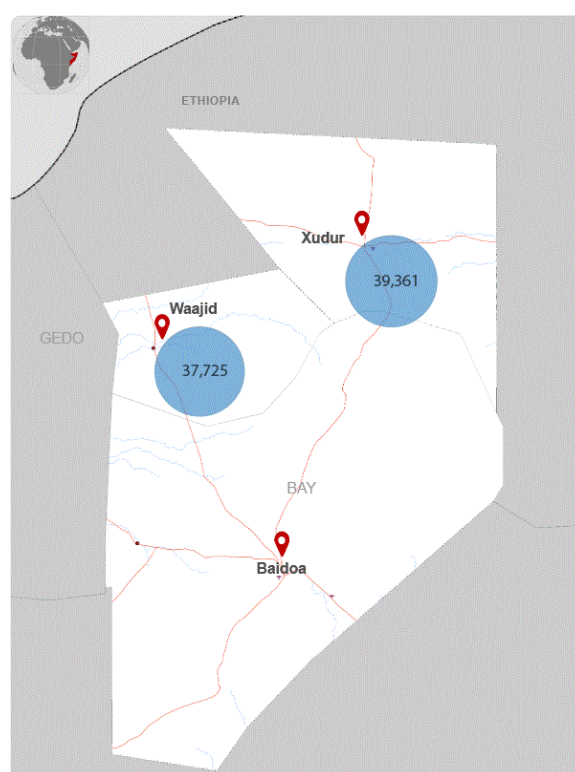 ETHIOPIA
Xudur
39,361
Waajid
GEDO
37,725
BAY
Baidoa